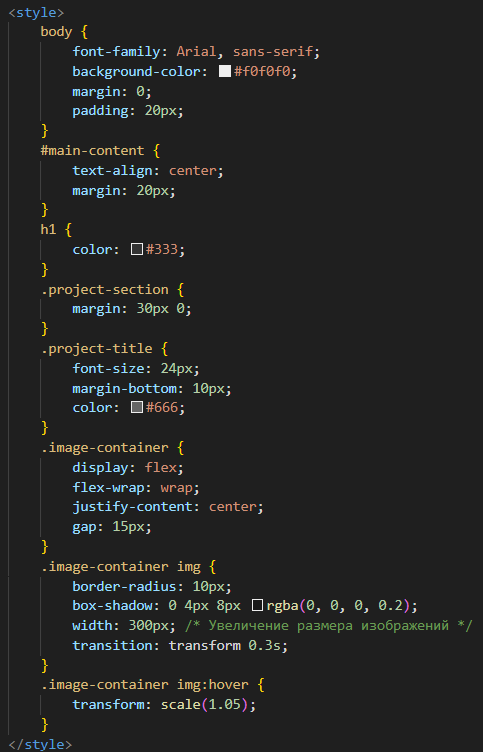 <style>
body {
font-family: Arial, sans-serif;
background-color: #f0f0f0;
margin: 0;
padding: 20px;
}
#main-content {
text-align: center;
margin: 20px;
}
h1 {
color: #333;
}
.project-section {
margin: 30px 0;
}
.project-title {
font-size: 24px;
margin-bottom: 10px;
color: #666;
}
.image-container {
display: flex;
flex-wrap: wrap;
justify-content: center;
gap: 15px;
}
.image-container img {
border-radius: 10px;
box-shadow: 0 4px 8px rgba(0, 0, 0, 0.2);
width: 300px; /* Увеличение размера изображений */
transition: transform 0.3s;
}
.image-container img:hover {
transform: scale(1.05);
}
</style>